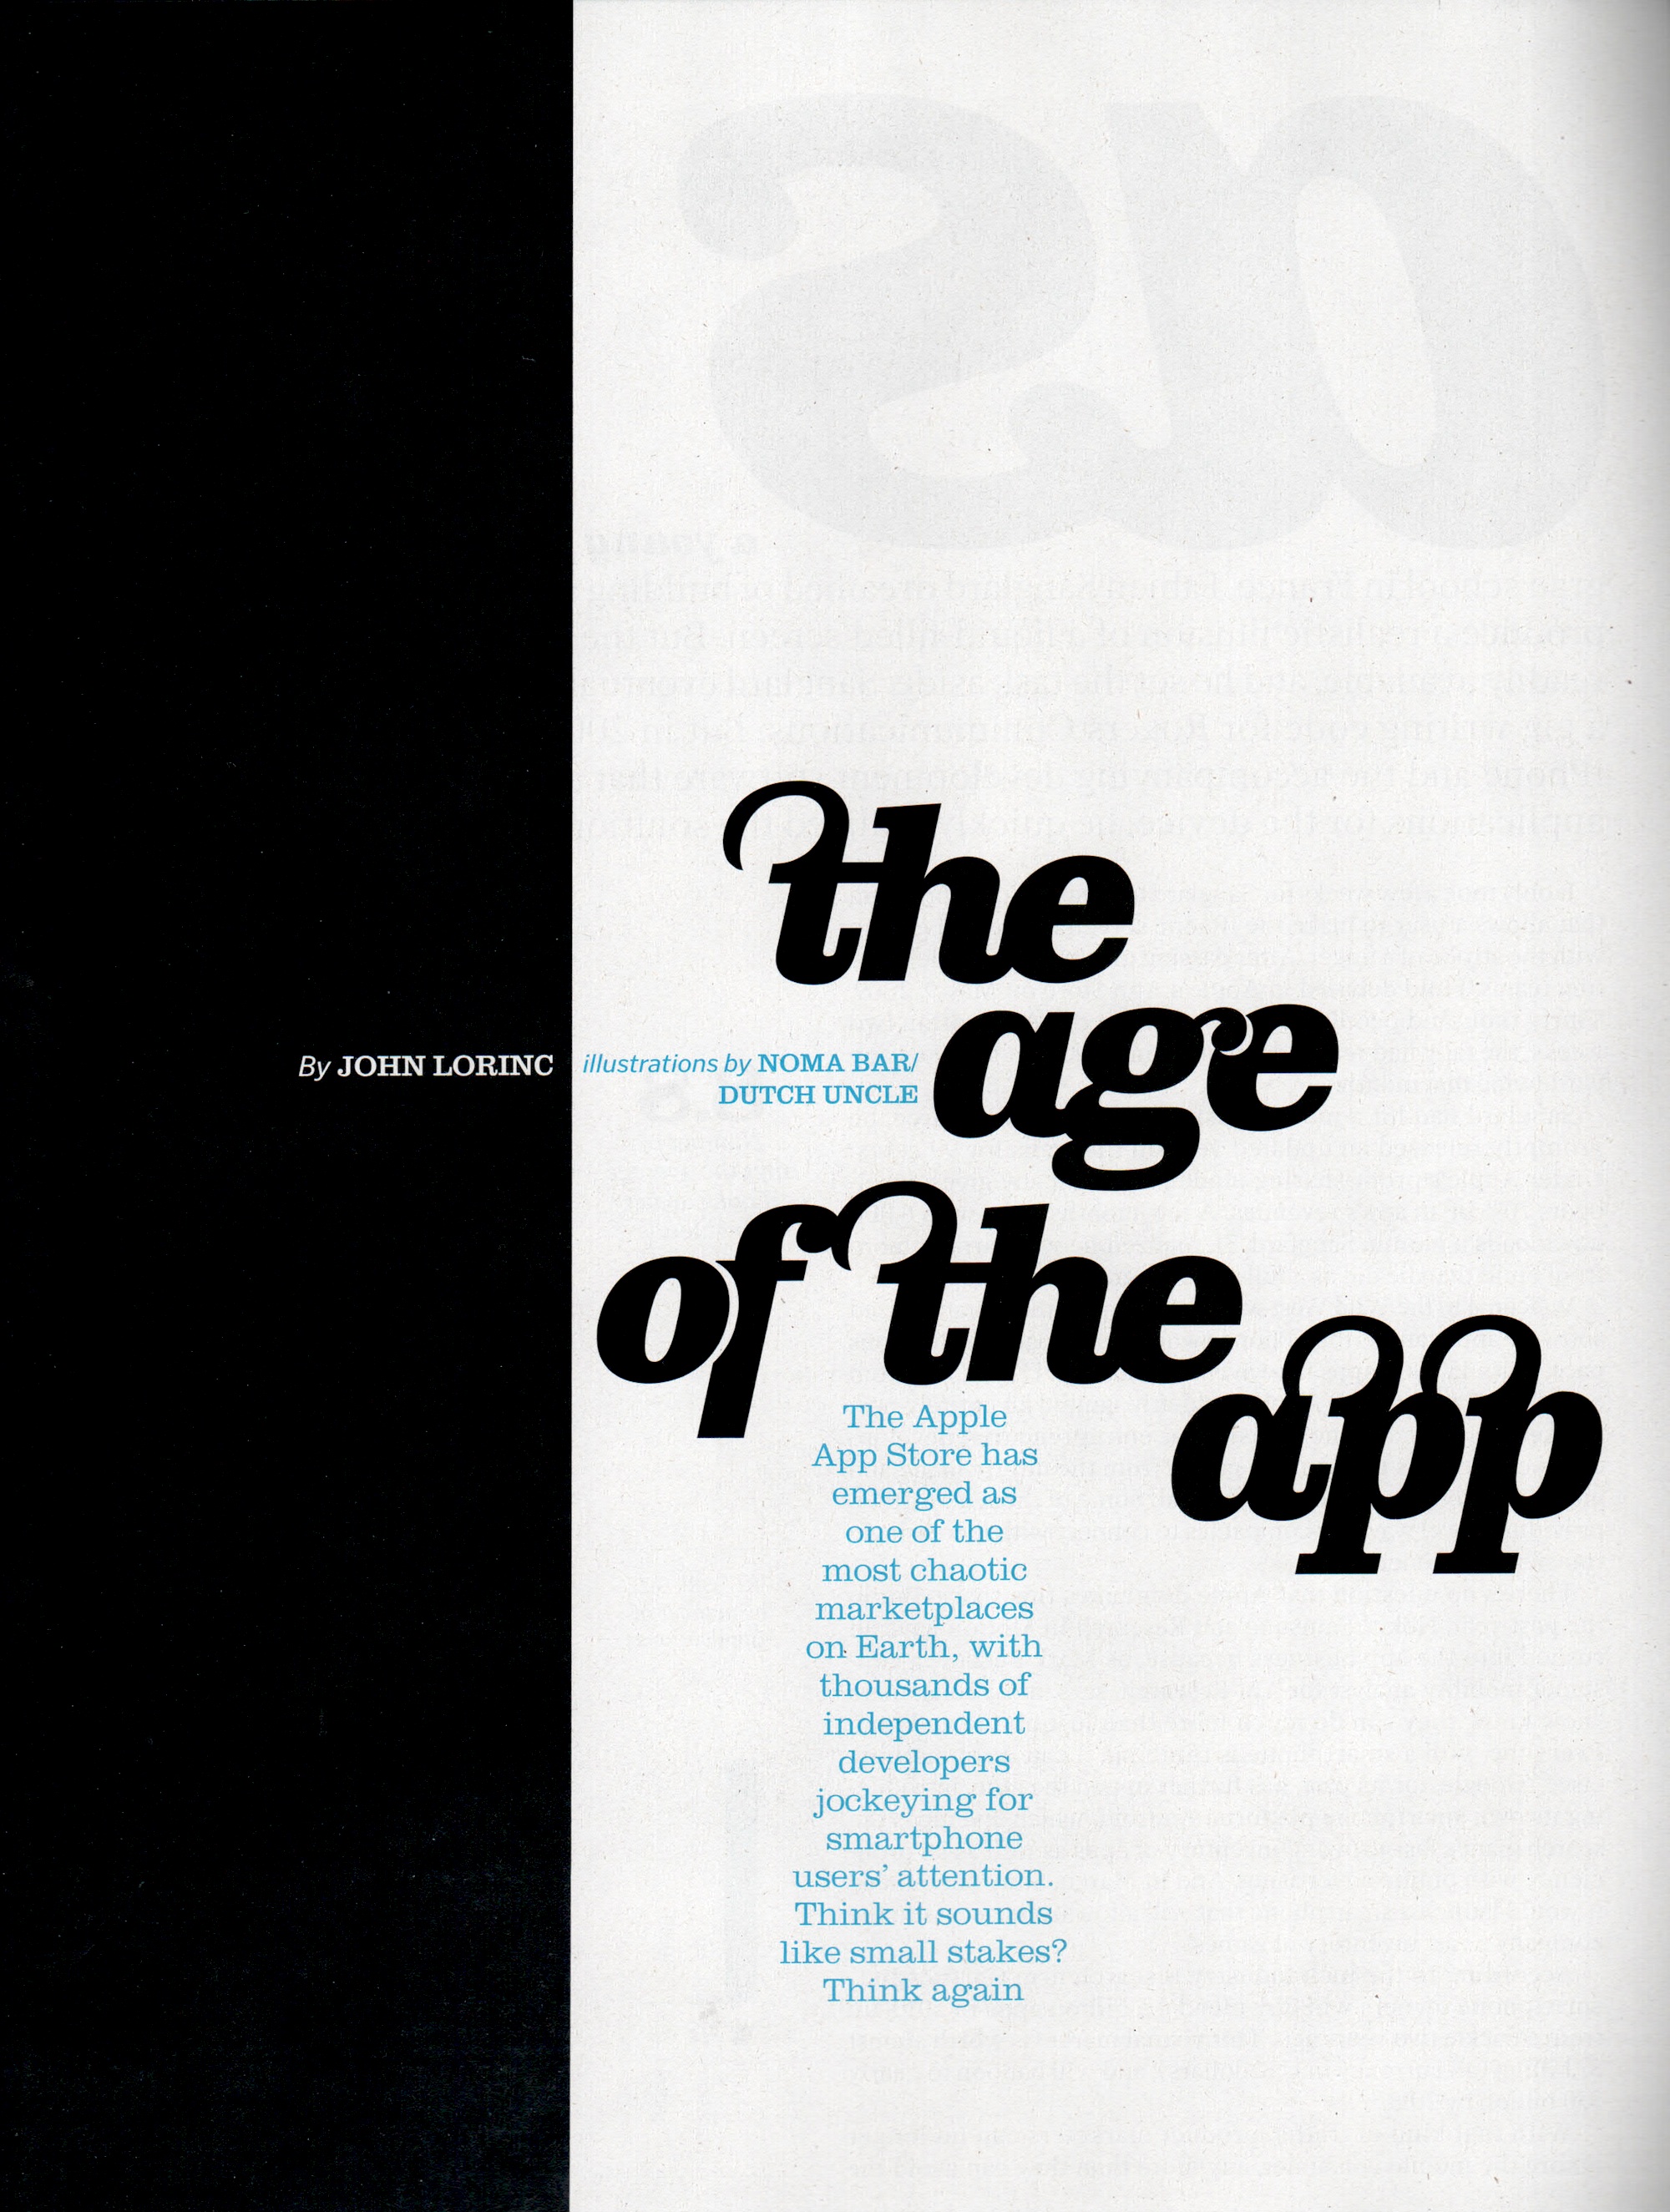 the
age
By JOHN LORINC
illustrations by NOMA BAR/
DUTCH UNCLE
of the
app
The Apple
App Store has
emerged as
one of the
most chaotic
marketplaces
on Earth, with
thousands of
independent
developers
jockeying for
smartphone
users’ attention.
Think it sounds
like small stakes?
Think again